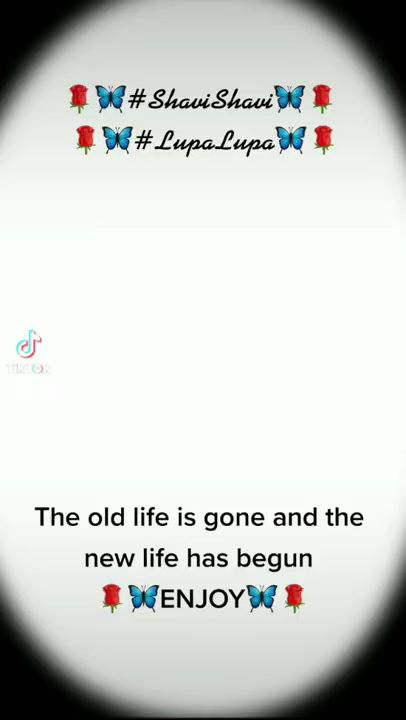 🌹🦋#ShaviShavi🦋🌹
🌹🦋#LupaLupa🦋🌹
TikTok
The old life is gone and the
new life has begun
🌹🦋ENJOY🦋🌹